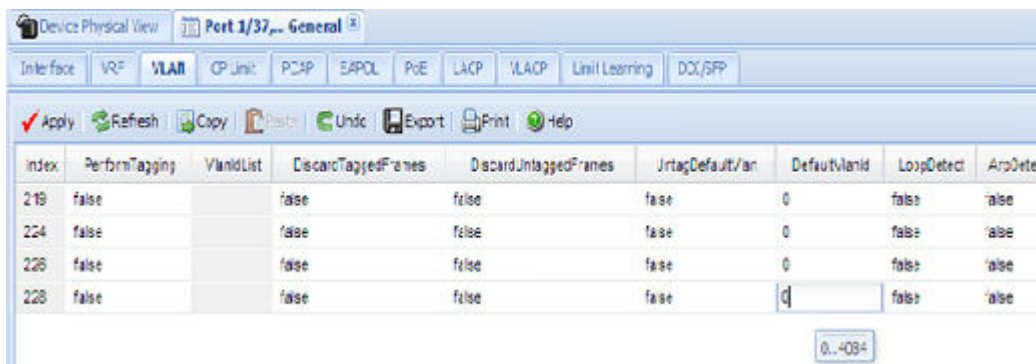 Device Physical View Port 1/37,... General
Interface VRF VLAN CP Limit PCAP EAPOL PoE LACP VLACP Limit Learning DDI/SFP
Apply Refresh Copy Paste Undo Export Print Help
Index PerformTagging VlanIdList DiscardTaggedFrames DiscardUntaggedFrames UntagDefaultVlan DefaultVlanId LoopDetect ArpDete
219 false false false false 0 false false
224 false false false false 0 false false
226 false false false false 0 false false
228 false false false false 0 false false
0..4084